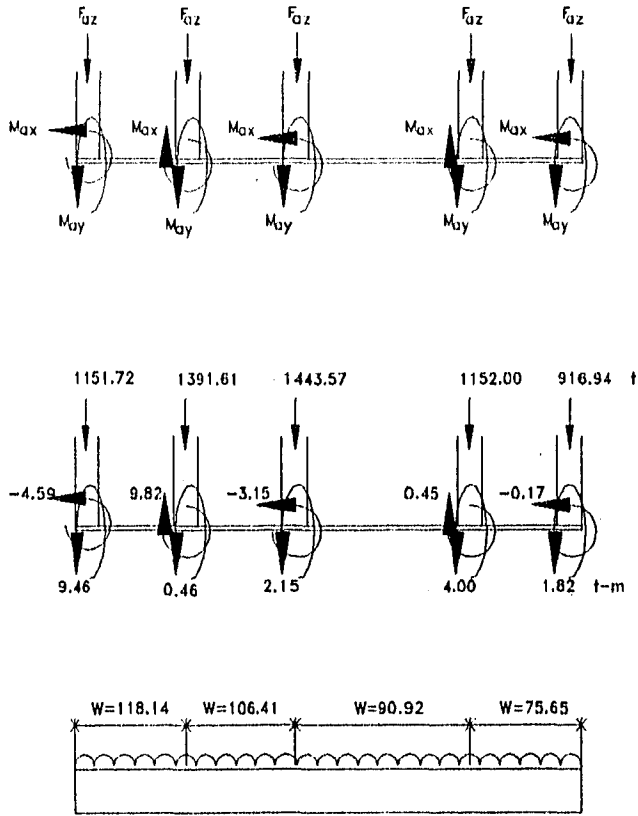 Faz Faz Faz Faz Faz
Max Max Max Max Max
May May May May May
1151.72 1391.61 1443.57 1152.00 916.94 t
-4.59 9.82 -3.15 0.45 -0.17
9.46 0.46 2.15 4.00 1.82 t-m
W=118.14 W=106.41 W=90.92 W=75.65